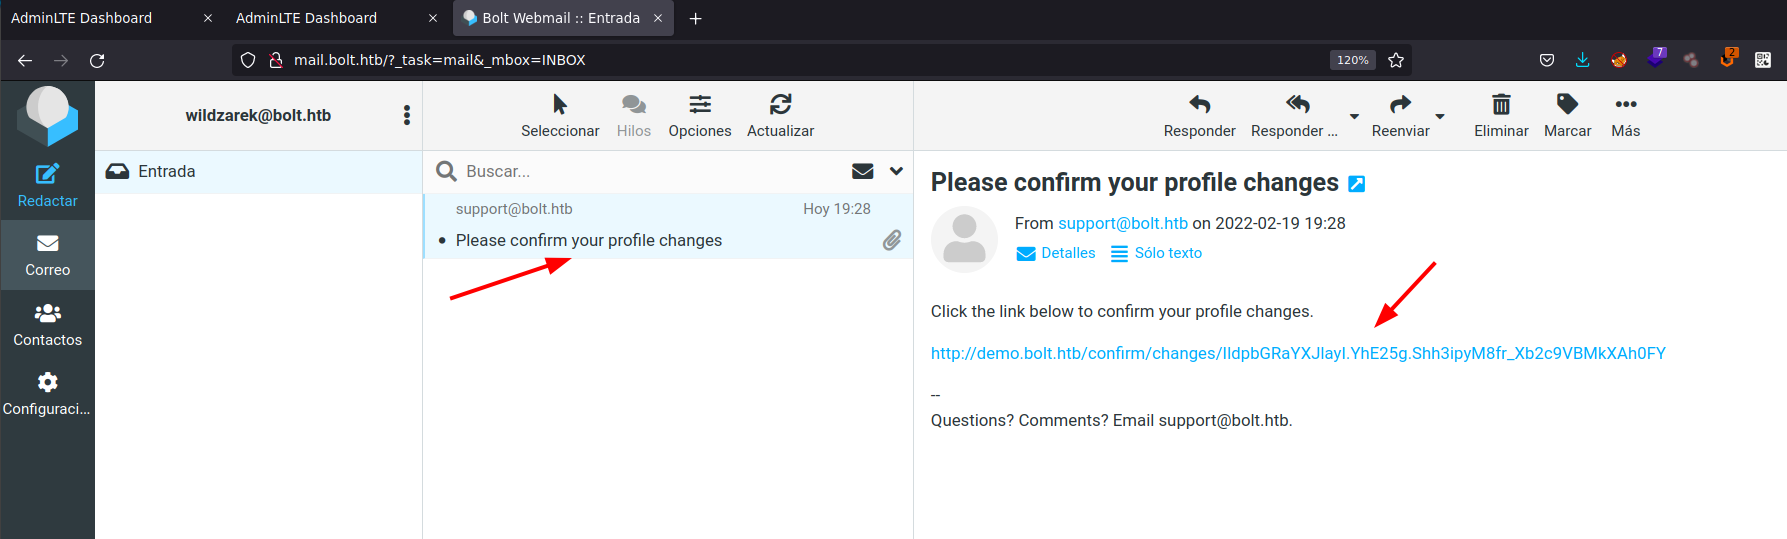 AdminLTE Dashboard
AdminLTE Dashboard
Bolt Webmail :: Entrada
mail.bolt.htb/?_task=mail&_mbox=INBOX
120%
7
2
wildzarek@bolt.htb
Seleccionar
Hilos
Opciones
Actualizar
Responder
Responder ...
Reenviar
Eliminar
Marcar
Más
Redactar
Correo
Contactos
Configuraci...
Entrada
Buscar...
support@bolt.htb
Hoy 19:28
Please confirm your profile changes
Please confirm your profile changes
From support@bolt.htb on 2022-02-19 19:28
Detalles
Sólo texto
Click the link below to confirm your profile changes.
http://demo.bolt.htb/confirm/changes/IldpbGRaYXJlayI.YhE25g.Shh3ipyM8fr_Xb2c9VBMkXAh0FY
--
Questions? Comments? Email support@bolt.htb.